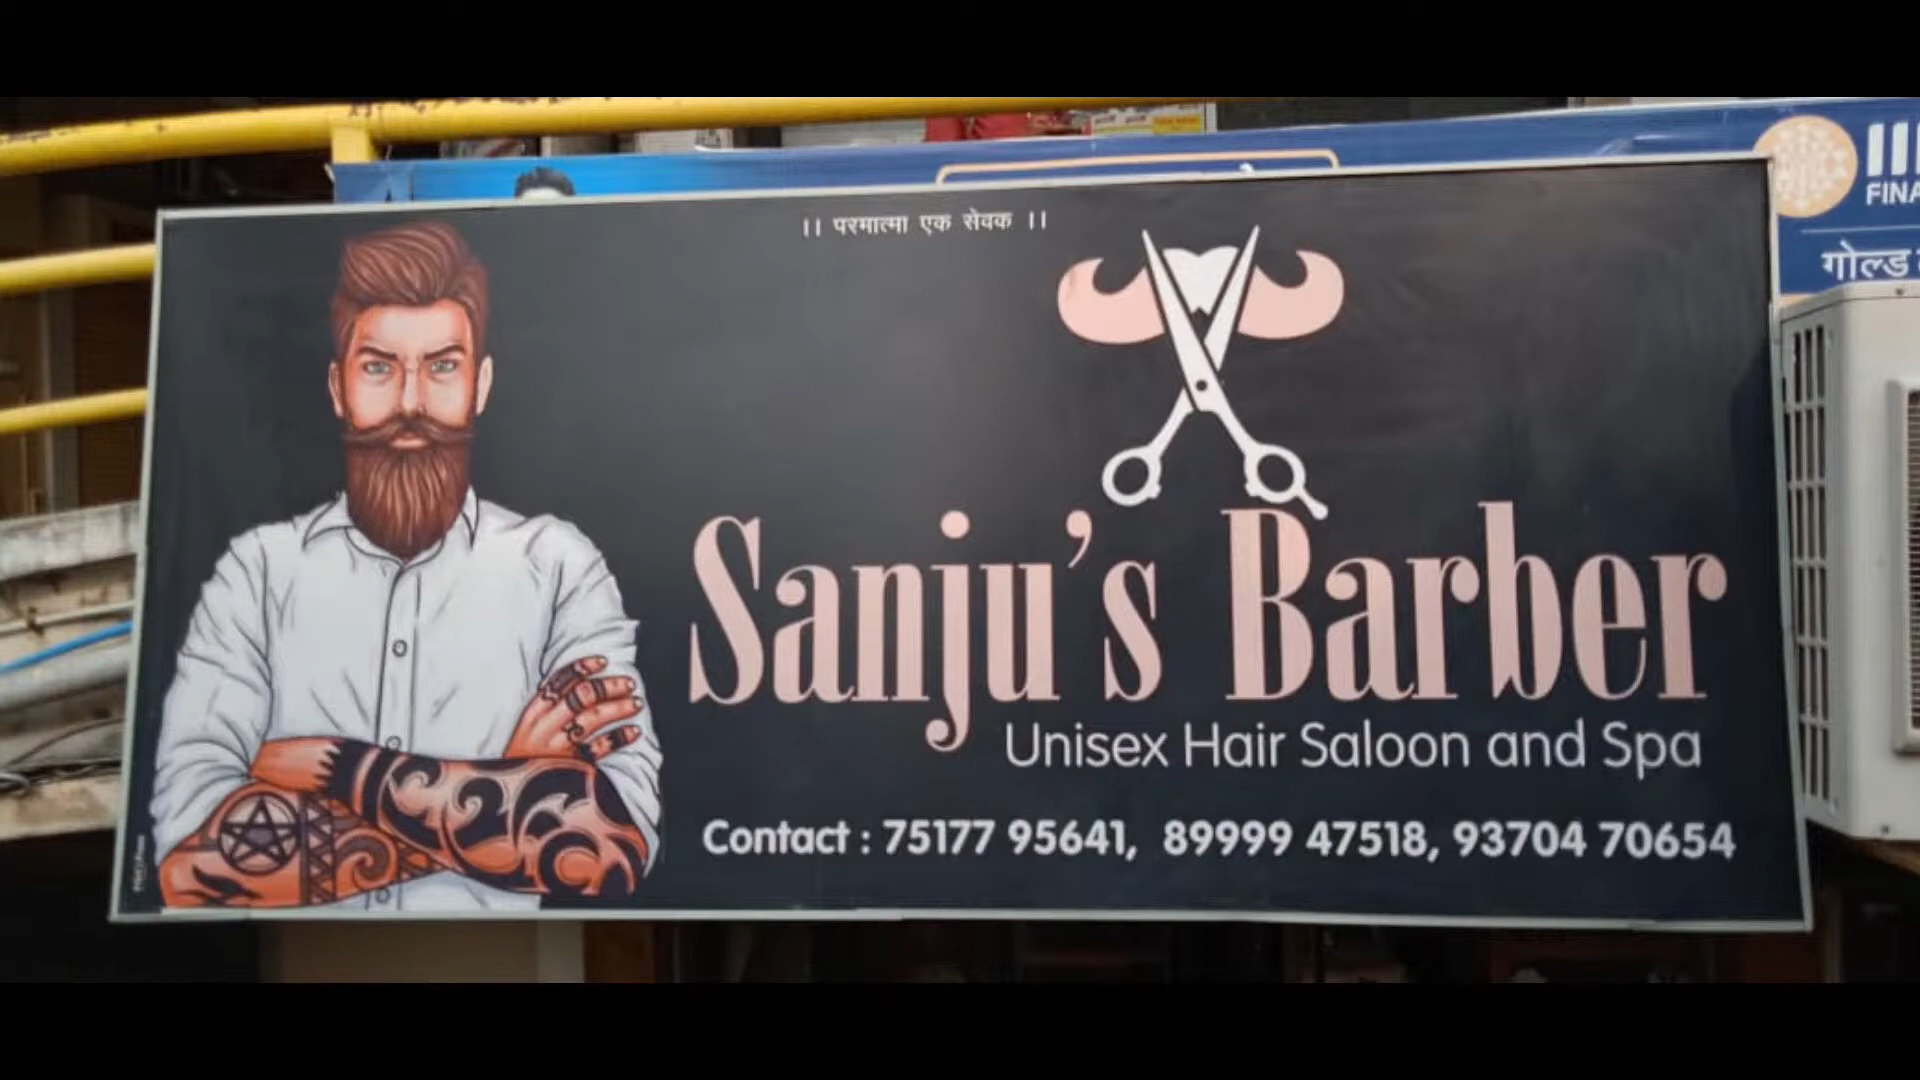 ।। परमात्मा एक सेवक ।।
Sanju's Barber
Unisex Hair Saloon and Spa
Contact : 75177 95641, 89999 47518, 93704 70654
FINA
गोल्ड